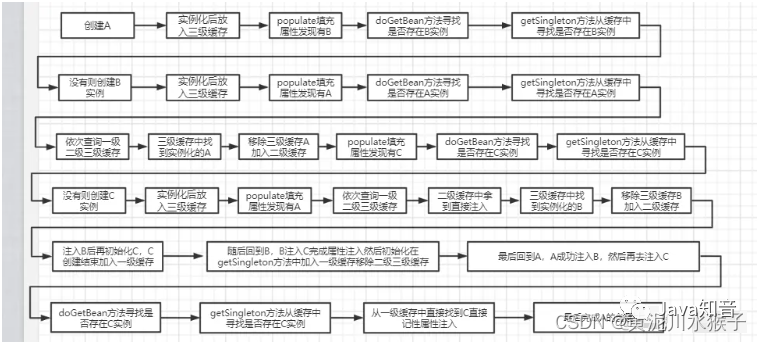 创建A
实例化后放
入三级缓存
populate填充
属性发现有B
doGetBean方法寻找
是否存在B实例
getSingleton方法从缓存中
寻找是否存在B实例
没有则创建B
实例
实例化后放
入三级缓存
populate填充
属性发现有A
doGetBean方法寻找
是否存在A实例
getSingleton方法从缓存中
寻找是否存在A实例
依次查询一级
二级三级缓存
三级缓存中找
到实例化的A
移除三级缓存A
加入二级缓存
populate填充
属性发现有C
doGetBean方法寻找
是否存在C实例
getSingleton方法从缓存中
寻找是否存在C实例
没有则创建C
实例
实例化后放
入三级缓存
populate填充
属性发现有A
依次查询一级
二级三级缓存
二级缓存中拿
到直接注入
三级缓存中找
到实例化的B
移除三级缓存B
加入二级缓存
注入B后再初始化C，C
创建结束加入一级缓存
随后回到B，B注入C完成属性注入然后初始化在
getSingleton方法中加入一级缓存移除二级三级缓存
最后回到A，A成功注入B，然后再去注入C
doGetBean方法寻找是
否存在C实例
getSingleton方法从缓存中
寻找是否存在C实例
从一级缓存中直接找到C直接
记性属性注入
最后完成A的
Java知音
CSDN @黄泥川水猴子